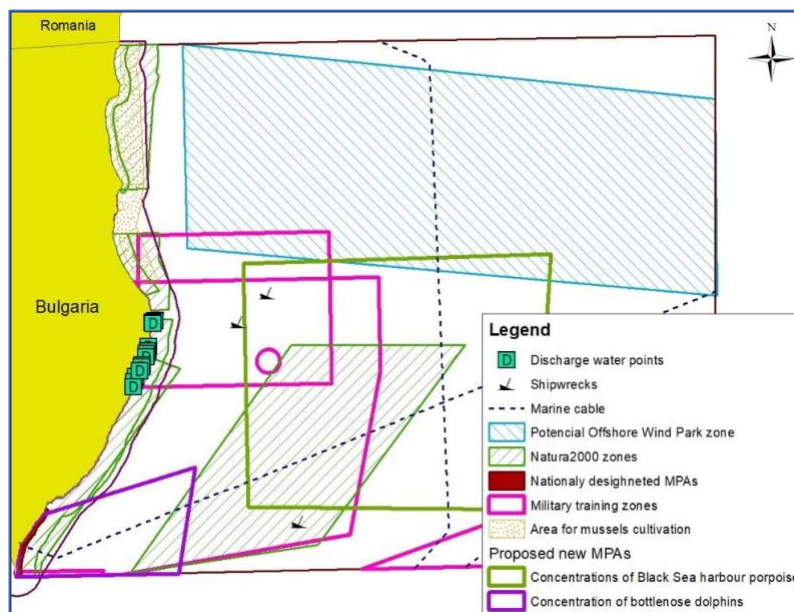 Romania
N
Bulgaria
D
D
D
D
Legend
D Discharge water points
Shipwrecks
Marine cable
Potencial Offshore Wind Park zone
Natura2000 zones
Nationaly desighneted MPAs
Military training zones
Area for mussels cultivation
Proposed new MPAs
Concentrations of Black Sea harbour porpoise
Concentration of bottlenose dolphins